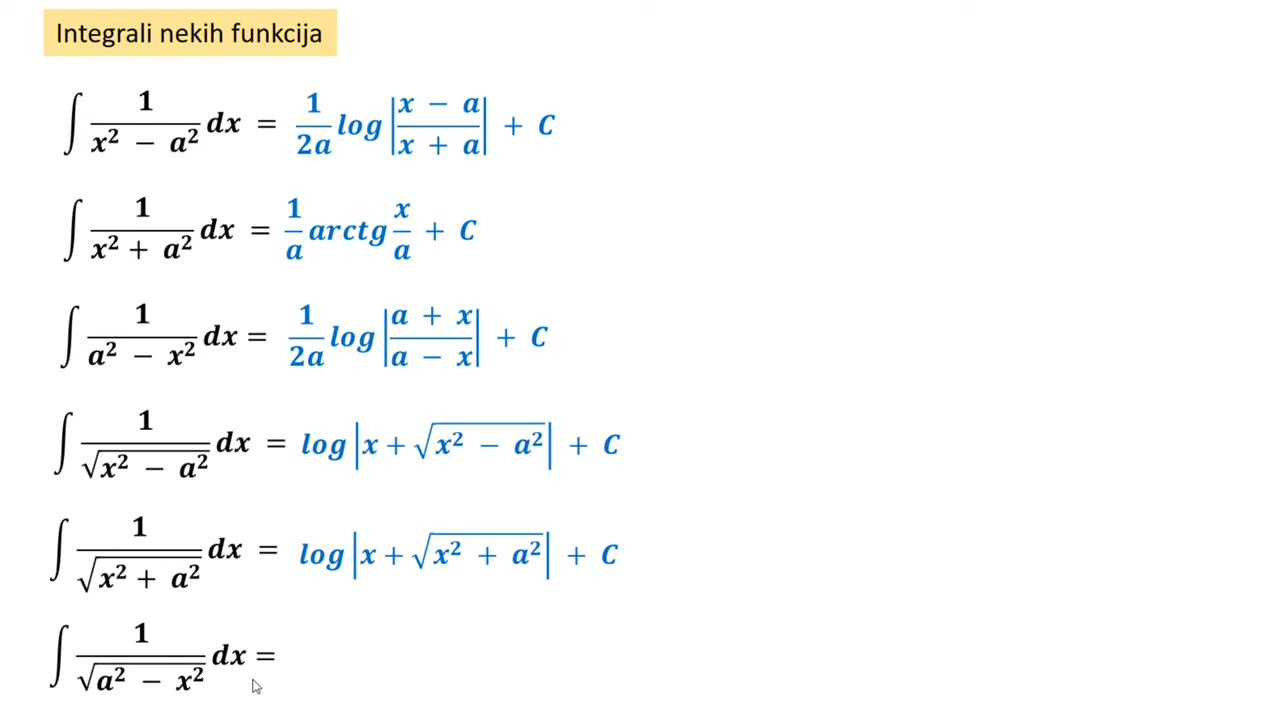 Integrali nekih funkcija
∫ 1/(x² − a²) dx = 1/2a log |(x − a)/(x + a)| + C
∫ 1/(x² + a²) dx = 1/a arctg x/a + C
∫ 1/(a² − x²) dx = 1/2a log |(a + x)/(a − x)| + C
∫ 1/√(x² − a²) dx = log |x + √(x² − a²)| + C
∫ 1/√(x² + a²) dx = log |x + √(x² + a²)| + C
∫ 1/√(a² − x²) dx =